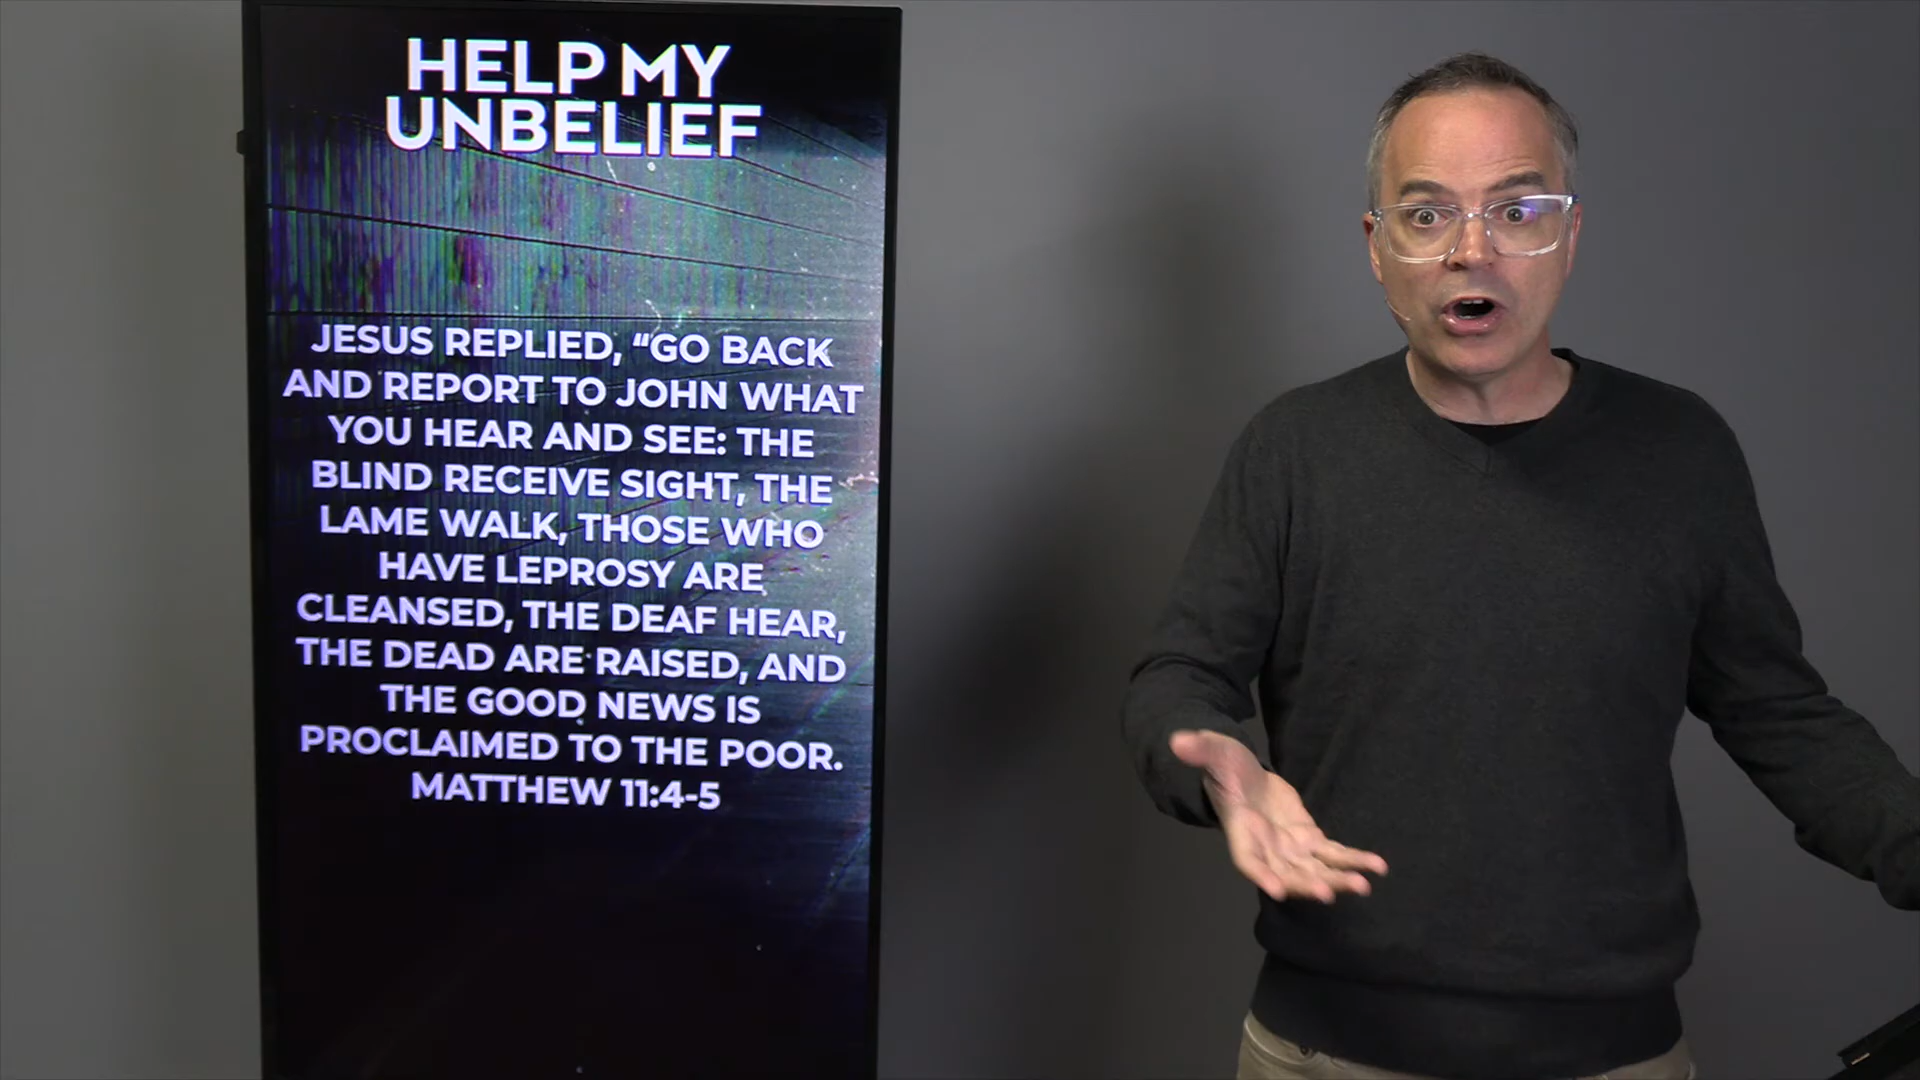 HELP MY
UNBELIEF
JESUS REPLIED, “GO BACK
AND REPORT TO JOHN WHAT
YOU HEAR AND SEE: THE
BLIND RECEIVE SIGHT, THE
LAME WALK, THOSE WHO
HAVE LEPROSY ARE
CLEANSED, THE DEAF HEAR,
THE DEAD ARE RAISED, AND
THE GOOD NEWS IS
PROCLAIMED TO THE POOR.
MATTHEW 11:4-5